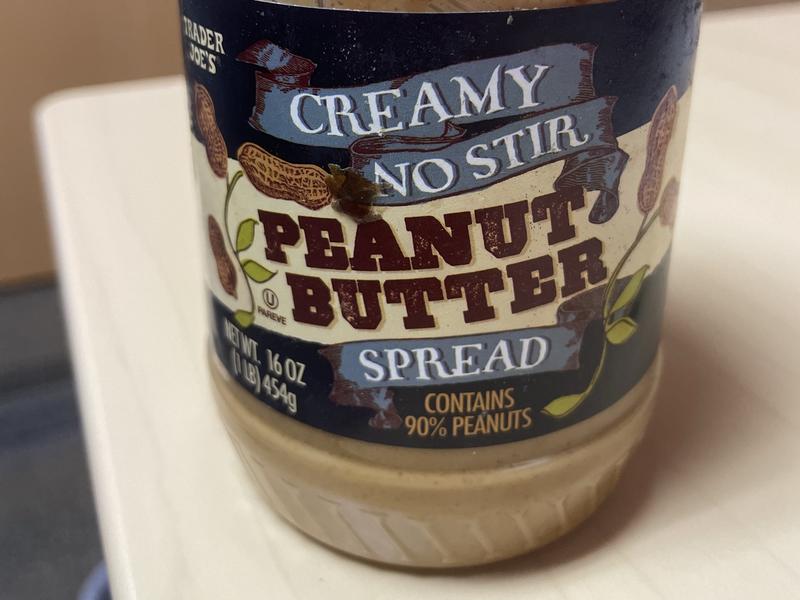 TRADER
JOE'S
CREAMY
NO STIR
PEANUT
BUTTER
U
PAREVE
SPREAD
NET WT. 16 OZ
(1 LB) 454g
CONTAINS
90% PEANUTS